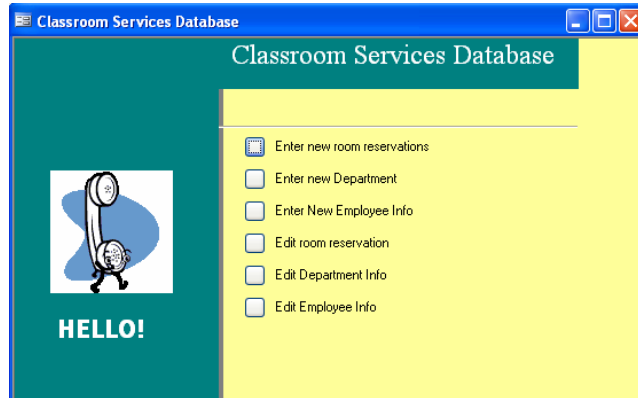 Classroom Services Database
Classroom Services Database
Enter new room reservations
Enter new Department
Enter New Employee Info
Edit room reservation
Edit Department Info
Edit Employee Info
HELLO!